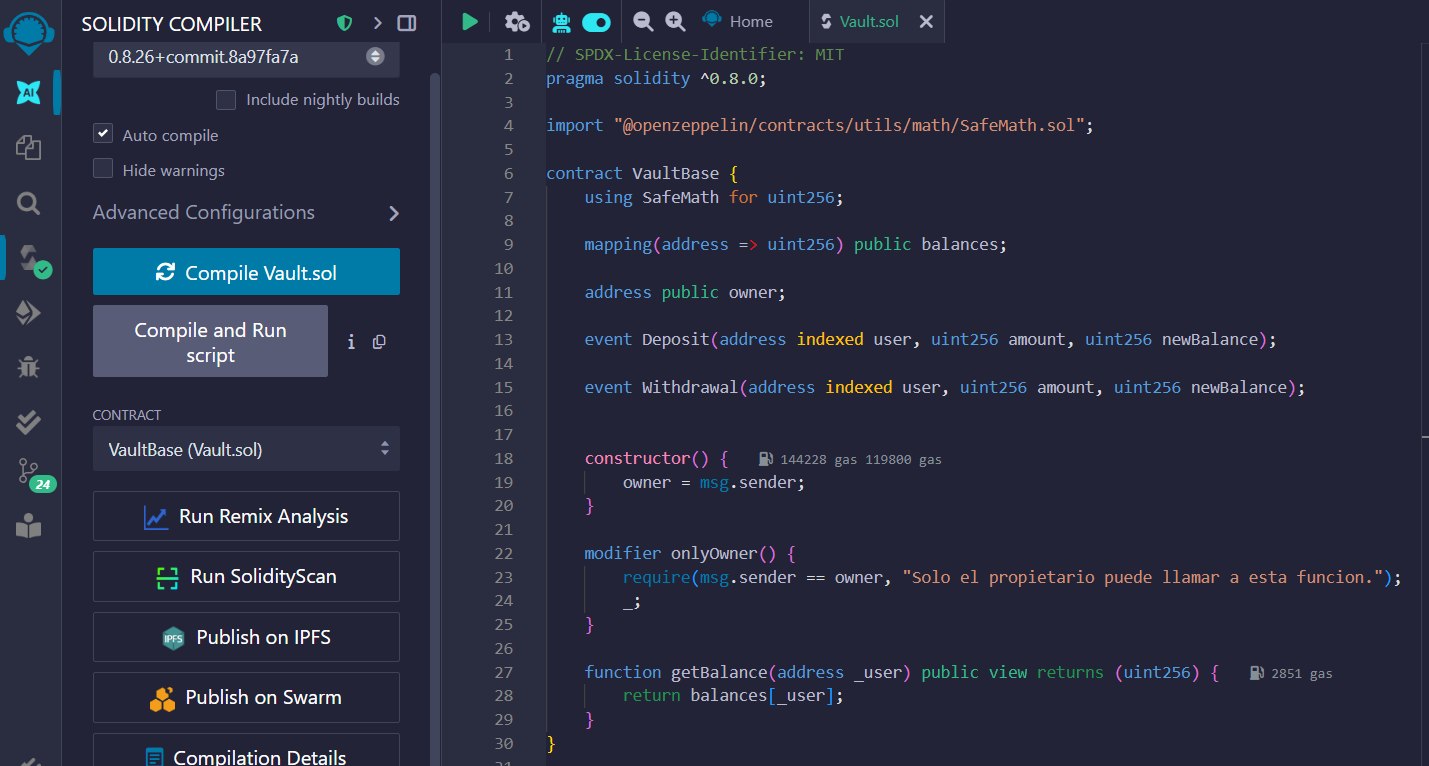 SOLIDITY COMPILER
0.8.26+commit.8a97fa7a
Include nightly builds
Auto compile
Hide warnings
Advanced Configurations
Compile Vault.sol
Compile and Run
script
CONTRACT
VaultBase (Vault.sol)
Run Remix Analysis
Run SolidityScan
Publish on IPFS
Publish on Swarm
Compilation Details
AI
24
IPFS
i
Home
Vault.sol
1 // SPDX-License-Identifier: MIT
2 pragma solidity ^0.8.0;
3
4 import "@openzeppelin/contracts/utils/math/SafeMath.sol";
5
6 contract VaultBase {
7 using SafeMath for uint256;
8
9 mapping(address => uint256) public balances;
10
11 address public owner;
12
13 event Deposit(address indexed user, uint256 amount, uint256 newBalance);
14
15 event Withdrawal(address indexed user, uint256 amount, uint256 newBalance);
16
17
18 constructor() { 144228 gas 119800 gas
19 owner = msg.sender;
20 }
21
22 modifier onlyOwner() {
23 require(msg.sender == owner, "Solo el propietario puede llamar a esta funcion.");
24 _;
25 }
26
27 function getBalance(address _user) public view returns (uint256) { 2851 gas
28 return balances[_user];
29 }
30 }